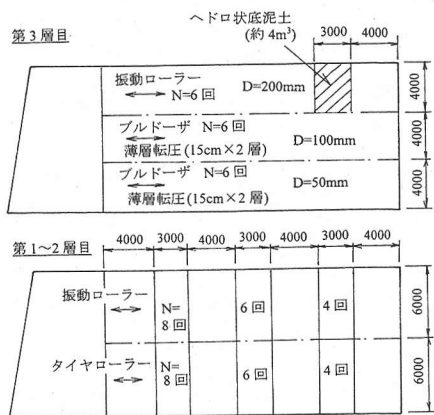 第3層目
ヘドロ状底泥土
(約4m³)
3000 4000
振動ローラー
N=6回
D=200mm
4000
ブルドーザ N=6回
薄層転圧(15cm×2層)
D=100mm
4000
ブルドーザ N=6回
薄層転圧(15cm×2層)
D=50mm
4000
第1~2層目
4000 3000 4000 3000 4000 3000 4000
振動ローラー
N=
8回
6回
4回
6000
タイヤローラー
N=
8回
6回
4回
6000